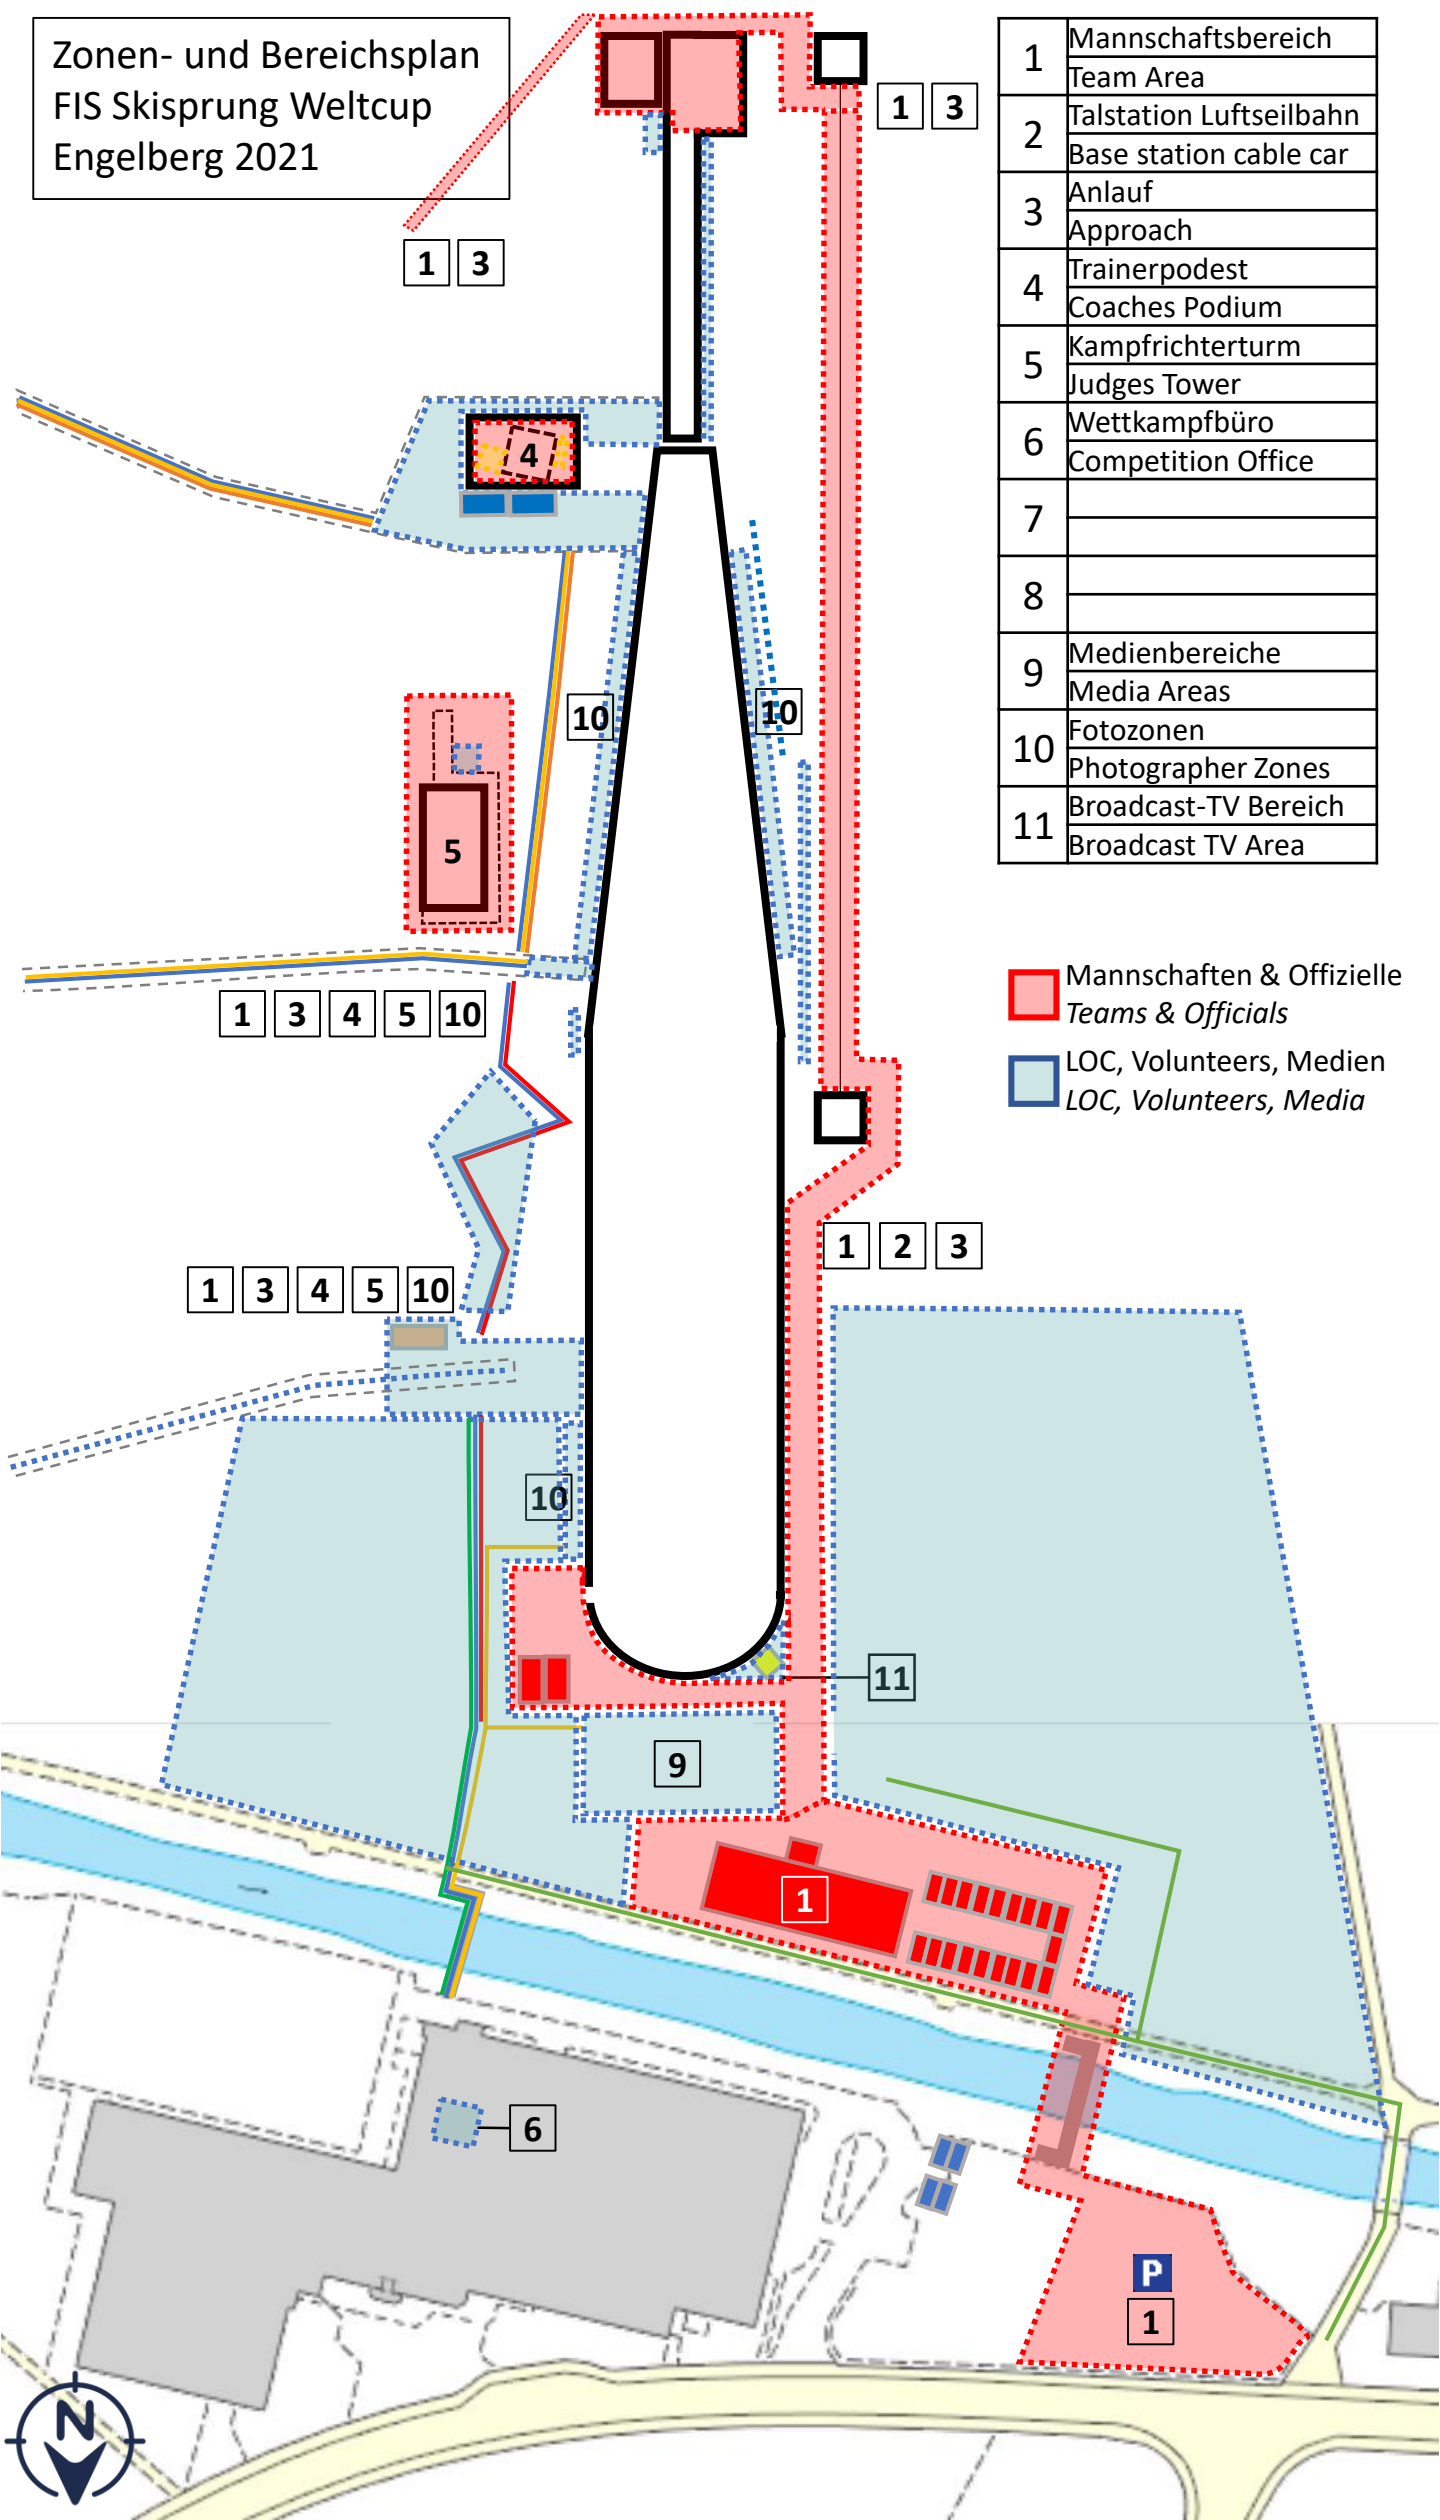 Zonen- und Bereichsplan
FIS Skisprung Weltcup
Engelberg 2021
1 Mannschaftsbereich
Team Area
2 Talstation Luftseilbahn
Base station cable car
3 Anlauf
Approach
4 Trainerpodest
Coaches Podium
5 Kampfrichterturm
Judges Tower
6 Wettkampfbüro
Competition Office
7
8
9 Medienbereiche
Media Areas
10 Fotozonen
Photographer Zones
11 Broadcast-TV Bereich
Broadcast TV Area
Mannschaften & Offizielle
Teams & Officials
LOC, Volunteers, Medien
LOC, Volunteers, Media
1 3
1 3
4
10
10
5
1 3 4 5 10
1 2 3
1 3 4 5 10
10
11
9
1
6
P
1
N